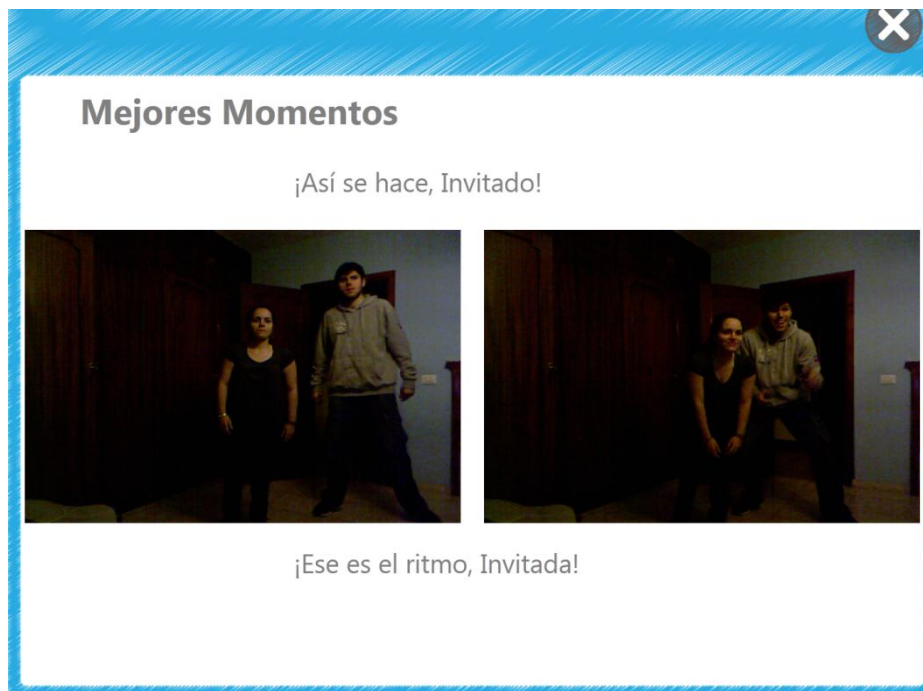 Mejores Momentos
¡Así se hace, Invitado!
¡Ese es el ritmo, Invitada!